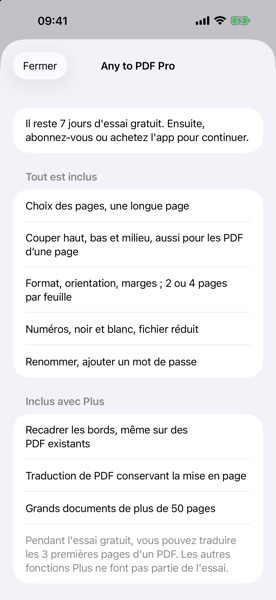 09:41
Fermer
Any to PDF Pro
Il reste 7 jours d'essai gratuit. Ensuite,
abonnez-vous ou achetez l'app pour continuer.
Tout est inclus
Choix des pages, une longue page
Couper haut, bas et milieu, aussi pour les PDF
d'une page
Format, orientation, marges ; 2 ou 4 pages
par feuille
Numéros, noir et blanc, fichier réduit
Renommer, ajouter un mot de passe
Inclus avec Plus
Recadrer les bords, même sur des
PDF existants
Traduction de PDF conservant la mise en page
Grands documents de plus de 50 pages
Pendant l'essai gratuit, vous pouvez traduire
les 3 premières pages d'un PDF. Les autres
fonctions Plus ne font pas partie de l'essai.